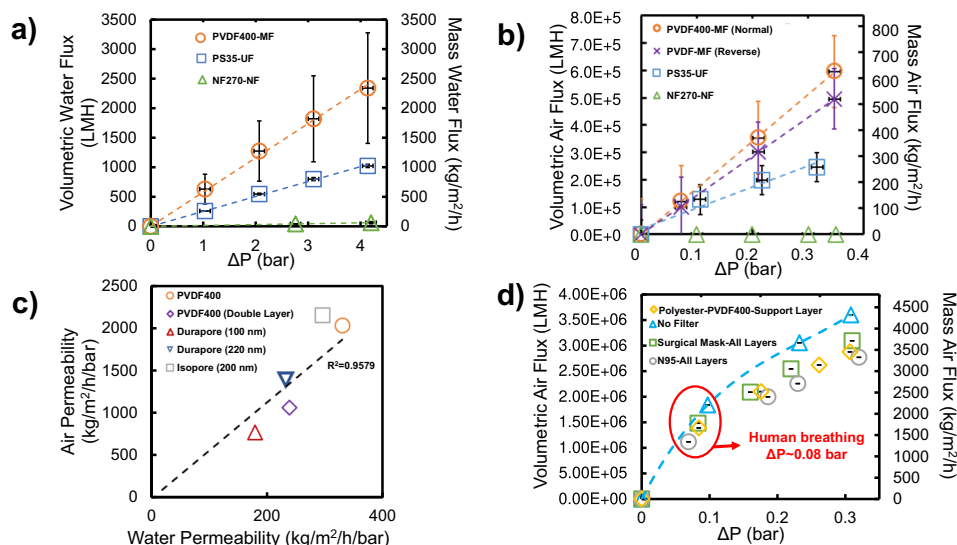 a)
Volumetric Water Flux
(LMH)
3500
3000
2500
2000
1500
1000
500
0
PVDF400-MF
PS35-UF
NF270-NF
3500
3000
2500
2000
1500
1000
500
0
Mass Water
Flux (kg/m²/h)
0 1 2 3 4
ΔP (bar)
b)
Volumetric Air Flux (LMH)
8.0E+5
7.0E+5
6.0E+5
5.0E+5
4.0E+5
3.0E+5
2.0E+5
1.0E+5
0.0E+0
PVDF400-MF (Normal)
PVDF-MF (Reverse)
PS35-UF
NF270-NF
800
700
600
500
400
300
200
100
0
Mass Air Flux (kg/m²/h)
0 0.1 0.2 0.3 0.4
ΔP (bar)
c)
Air Permeability
(kg/m²/h/bar)
2500
2000
1500
1000
500
0
PVDF400
PVDF400 (Double Layer)
Durapore (100 nm)
Durapore (220 nm)
Isopore (200 nm)
R²=0.9579
0 200 400
Water Permeability (kg/m²/h/bar)
d)
Volumetric Air Flux (LMH)
4.00E+06
3.50E+06
3.00E+06
2.50E+06
2.00E+06
1.50E+06
1.00E+06
5.00E+05
0.00E+00
Polyester-PVDF400-Support Layer
No Filter
Surgical Mask-All Layers
N95-All Layers
Human breathing
ΔP~0.08 bar
4500
4000
3500
3000
2500
2000
1500
1000
500
0
Mass Air
Flux (kg/m²/h)
0 0.1 0.2 0.3
ΔP (bar)